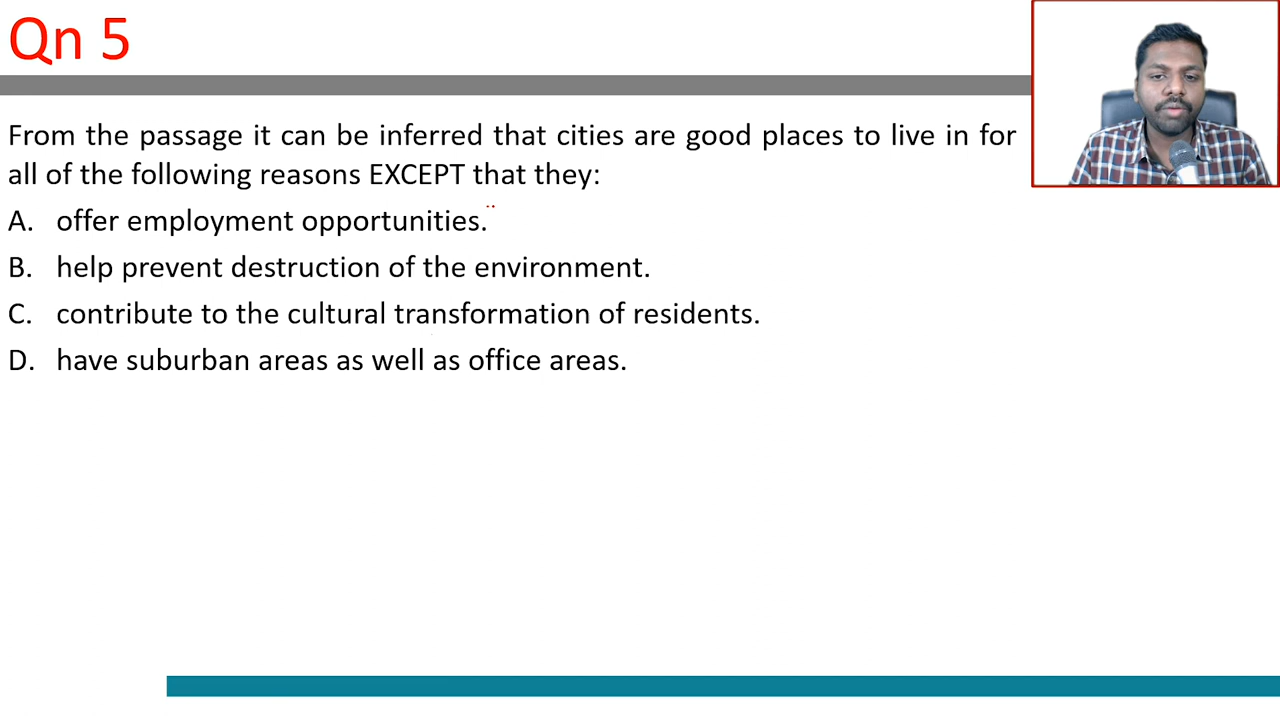 Qn 5
From the passage it can be inferred that cities are good places to live in for
all of the following reasons EXCEPT that they:
A. offer employment opportunities.
B. help prevent destruction of the environment.
C. contribute to the cultural transformation of residents.
D. have suburban areas as well as office areas.